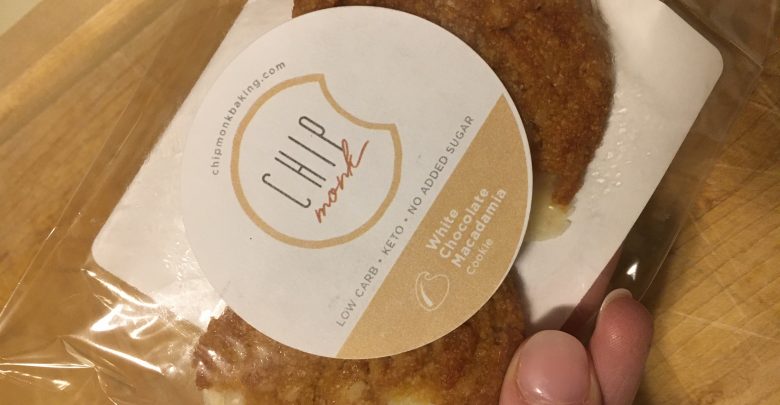 chipmonkbaking.com
CHIP
monk
LOW CARB • KETO • NO ADDED SUGAR
White
Chocolate
Macadamia
Cookie